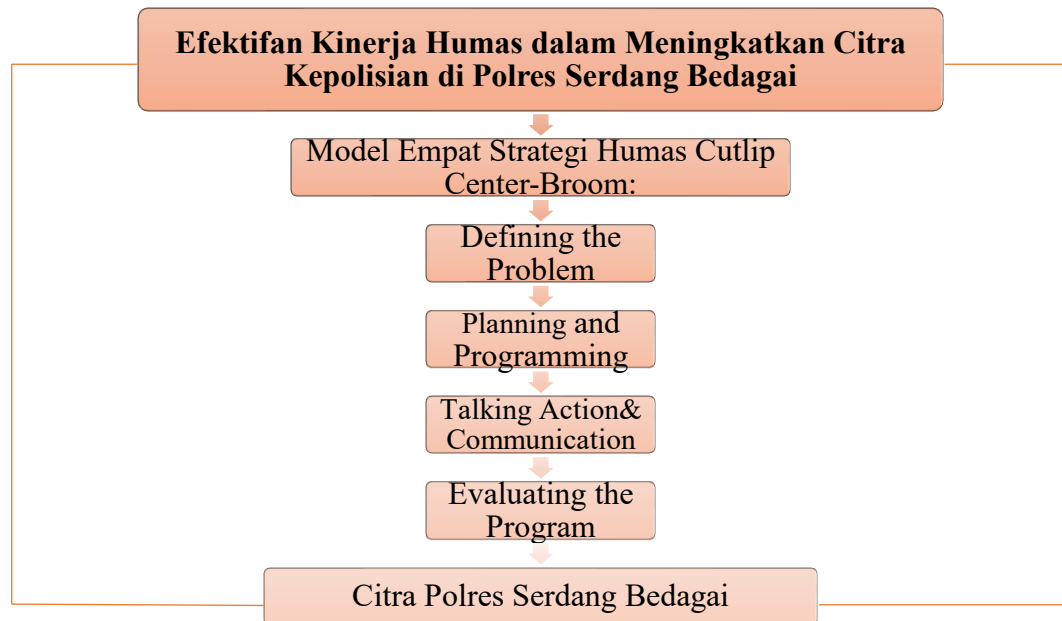 Efektifan Kinerja Humas dalam Meningkatkan Citra
Kepolisian di Polres Serdang Bedagai
Model Empat Strategi Humas Cutlip
Center-Broom:
Defining the
Problem
Planning and
Programming
Talking Action&
Communication
Evaluating the
Program
Citra Polres Serdang Bedagai